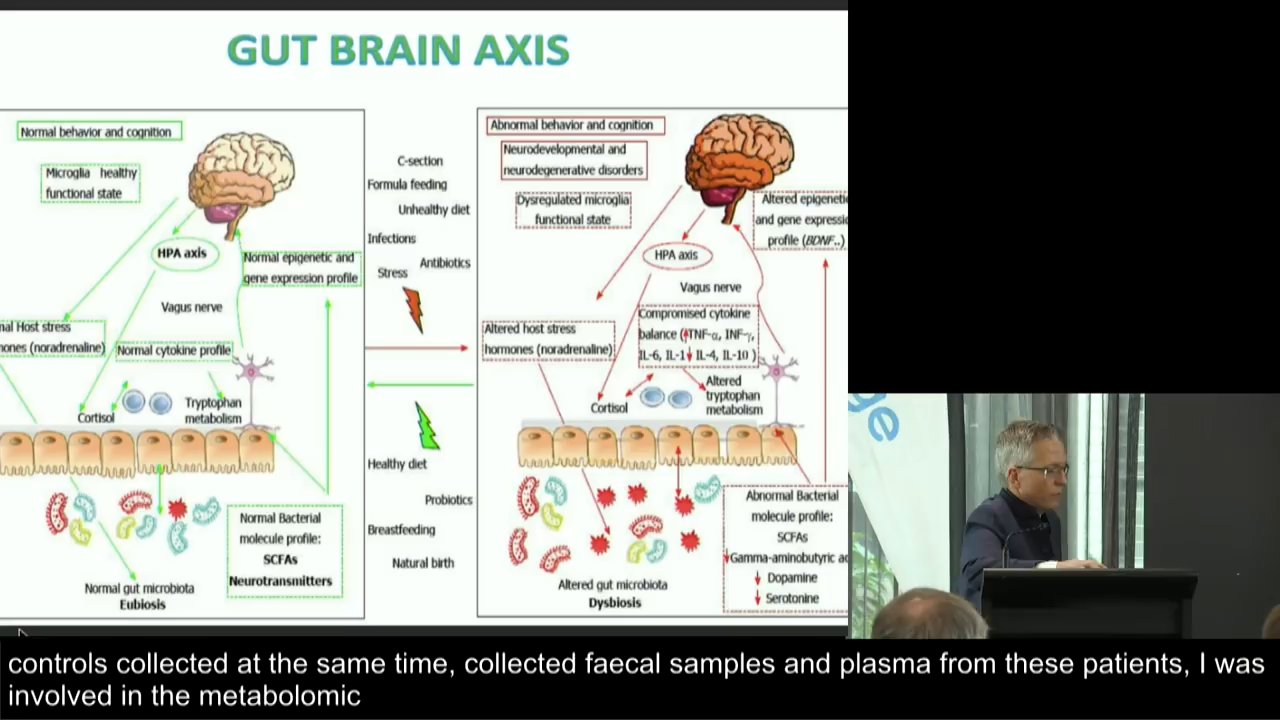 GUT BRAIN AXIS
Normal behavior and cognition
Microglia healthy
functional state
HPA axis
Normal epigenetic and
gene expression profile
Vagus nerve
Host stress
(noradrenaline)
Normal cytokine profile
Cortisol
Tryptophan
metabolism
Normal Bacterial
molecule profile:
SCFAs
Neurotransmitters
Normal gut microbiota
Eubiosis
C-section
Formula feeding
Unhealthy diet
Infections
Antibiotics
Stress
Healthy diet
Probiotics
Breastfeeding
Natural birth
Abnormal behavior and cognition
Neurodevelopmental and
neurodegenerative disorders
Dysregulated microglia
functional state
Altered epigenetic
and gene
profile (BDNF..)
HPA axis
Vagus nerve
Compromised cytokine
balance (TNF-α, INF-γ,
IL-6, IL-1 IL-4, IL-10 )
Altered host stress
hormones (noradrenaline)
Altered
tryptophan
metabolism
Cortisol
Abnormal Bacterial
molecule profile:
SCFAs
Gamma-aminobutyric
Dopamine
Serotonine
Altered gut microbiota
Dysbiosis
controls collected at the same time, collected faecal samples and plasma from these patients, I was
involved in the metabolomic